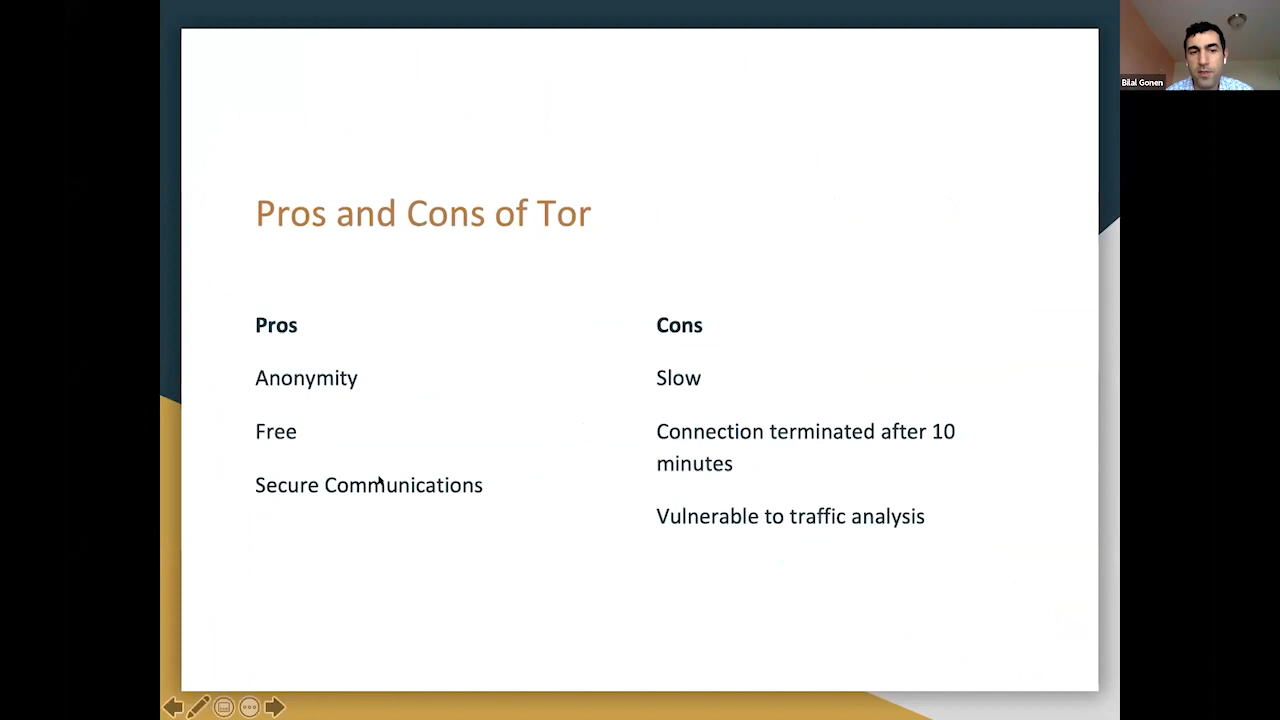 Pros and Cons of Tor
Pros
Anonymity
Free
Secure Communications
Cons
Slow
Connection terminated after 10
minutes
Vulnerable to traffic analysis
Bilal Gonen